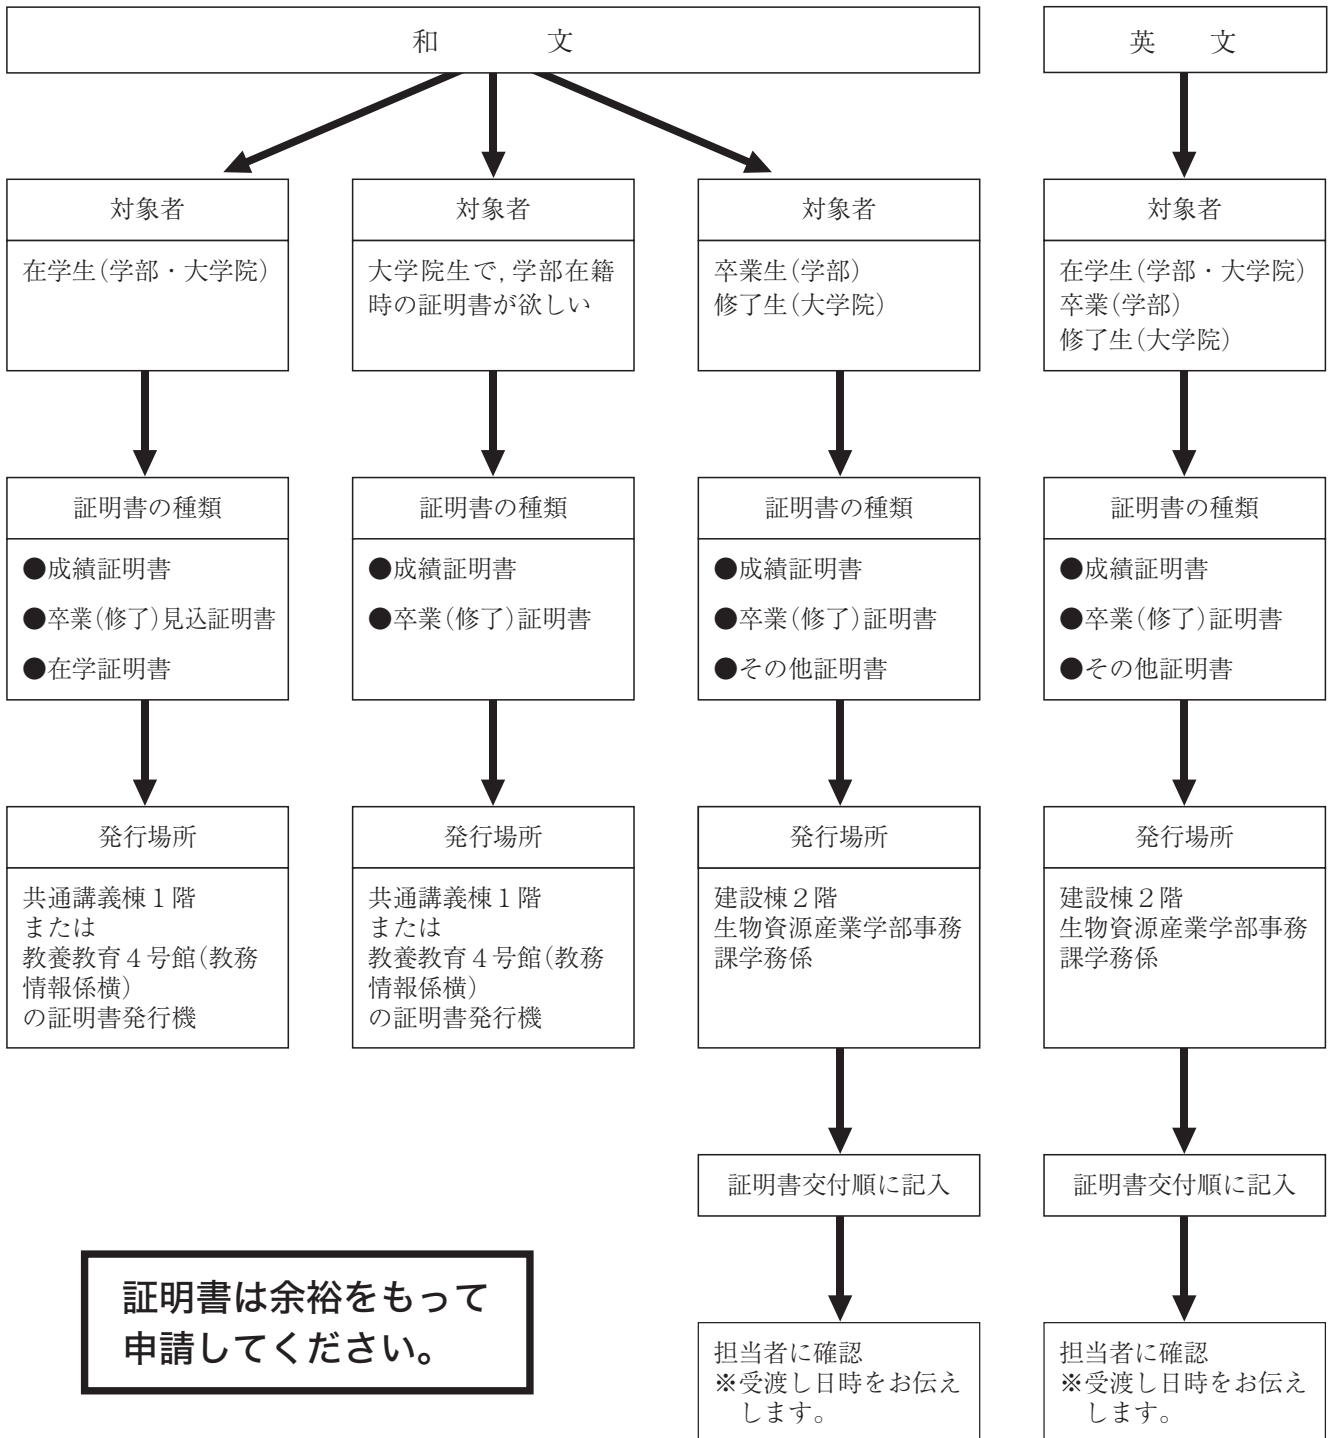 和 文
対象者
在学生(学部・大学院)
証明書の種類
●成績証明書
●卒業(修了)見込証明書
●在学証明書
発行場所
共通講義棟1階
または
教養教育4号館(教務
情報係横)
の証明書発行機
対象者
大学院生で,学部在籍
時の証明書が欲しい
証明書の種類
●成績証明書
●卒業(修了)証明書
発行場所
共通講義棟1階
または
教養教育4号館(教務
情報係横)
の証明書発行機
対象者
卒業生(学部)
修了生(大学院)
証明書の種類
●成績証明書
●卒業(修了)証明書
●その他証明書
発行場所
建設棟2階
生物資源産業学部事務
課学務係
証明書交付順に記入
担当者に確認
※受渡し日時をお伝え
します。
英 文
対象者
在学生(学部・大学院)
卒業(学部)
修了生(大学院)
証明書の種類
●成績証明書
●卒業(修了)証明書
●その他証明書
発行場所
建設棟2階
生物資源産業学部事務
課学務係
証明書交付順に記入
担当者に確認
※受渡し日時をお伝え
します。
証明書は余裕をもって
申請してください。